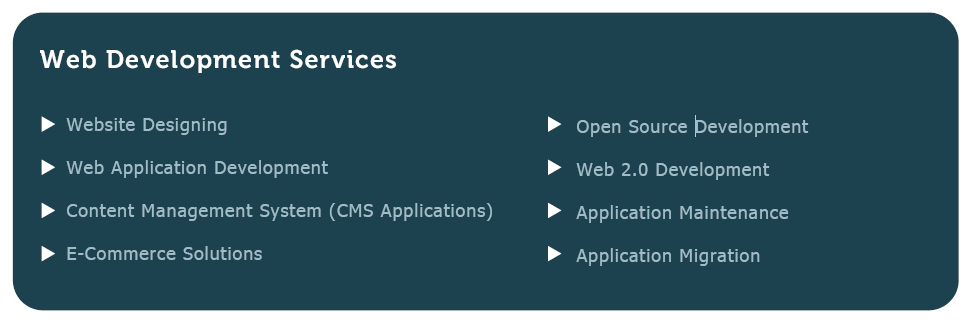 Web Development Services
Website Designing
Web Application Development
Content Management System (CMS Applications)
E-Commerce Solutions
Open Source Development
Web 2.0 Development
Application Maintenance
Application Migration